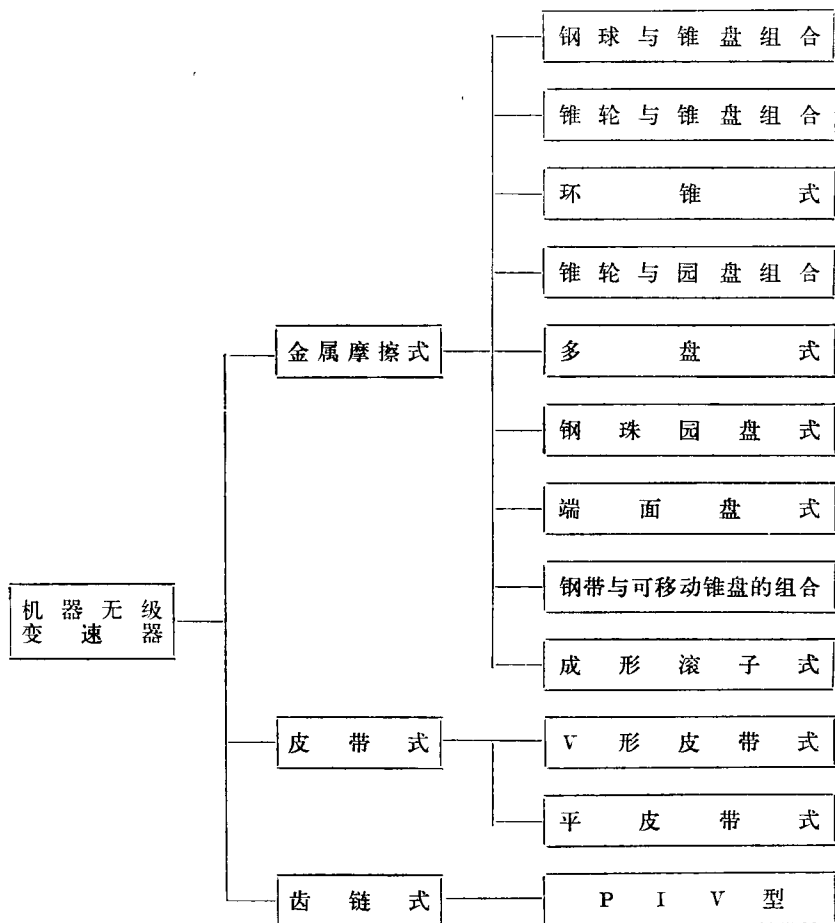 钢球与锥盘组合
锥轮与锥盘组合
环锥式
锥轮与园盘组合
金属摩擦式
多盘式
钢珠园盘式
端面盘式
钢带与可移动锥盘的组合
机器无级
变速器
成形滚子式
皮带式
V形皮带式
平皮带式
齿链式
PIV型